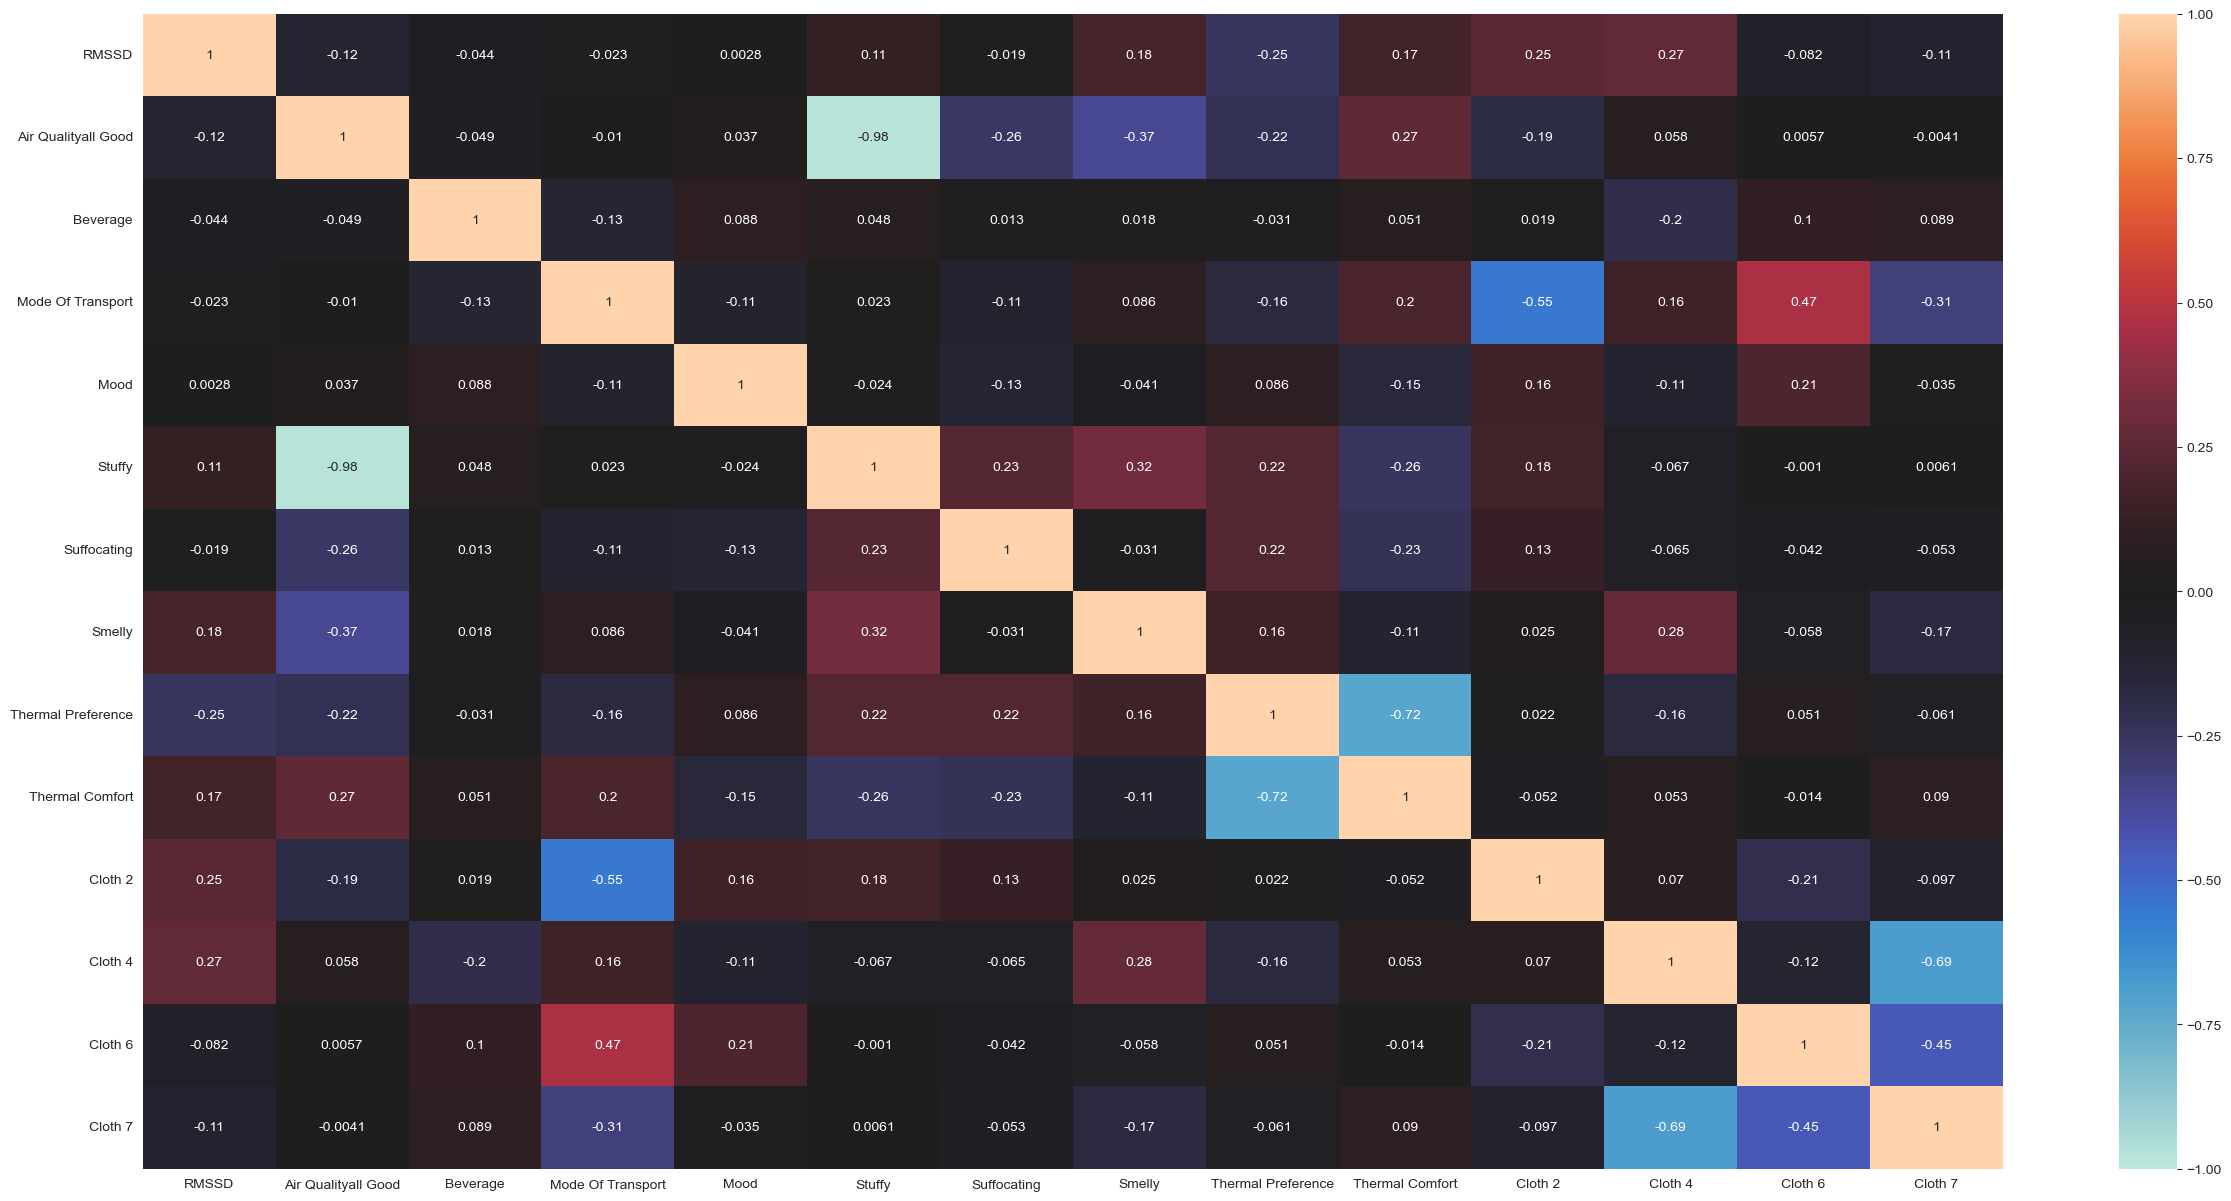 RMSSD 1 -0.12 -0.044 -0.023 0.0028 0.11 -0.019 0.18 -0.25 0.17 0.25 0.27 -0.082 -0.11
Air Qualityall Good -0.12 1 -0.049 -0.01 0.037 -0.98 -0.26 -0.37 -0.22 0.27 -0.19 0.058 0.0057 -0.0041
Beverage -0.044 -0.049 1 -0.13 0.088 0.048 0.013 0.018 -0.031 0.051 0.019 -0.2 0.1 0.089
Mode Of Transport -0.023 -0.01 -0.13 1 -0.11 0.023 -0.11 0.086 -0.16 0.2 -0.55 0.16 0.47 -0.31
Mood 0.0028 0.037 0.088 -0.11 1 -0.024 -0.13 -0.041 0.086 -0.15 0.16 -0.11 0.21 -0.035
Stuffy 0.11 -0.98 0.048 0.023 -0.024 1 0.23 0.32 0.22 -0.26 0.18 -0.067 -0.001 0.0061
Suffocating -0.019 -0.26 0.013 -0.11 -0.13 0.23 1 -0.031 0.22 -0.23 0.13 -0.065 -0.042 -0.053
Smelly 0.18 -0.37 0.018 0.086 -0.041 0.32 -0.031 1 0.16 -0.11 0.025 0.28 -0.058 -0.17
Thermal Preference -0.25 -0.22 -0.031 -0.16 0.086 0.22 0.22 0.16 1 -0.72 0.022 -0.16 0.051 -0.061
Thermal Comfort 0.17 0.27 0.051 0.2 -0.15 -0.26 -0.23 -0.11 -0.72 1 -0.052 0.053 -0.014 0.09
Cloth 2 0.25 -0.19 0.019 -0.55 0.16 0.18 0.13 0.025 0.022 -0.052 1 0.07 -0.21 -0.097
Cloth 4 0.27 0.058 -0.2 0.16 -0.11 -0.067 -0.065 0.28 -0.16 0.053 0.07 1 -0.12 -0.69
Cloth 6 -0.082 0.0057 0.1 0.47 0.21 -0.001 -0.042 -0.058 0.051 -0.014 -0.21 -0.12 1 -0.45
Cloth 7 -0.11 -0.0041 0.089 -0.31 -0.035 0.0061 -0.053 -0.17 -0.061 0.09 -0.097 -0.69 -0.45 1
RMSSD Air Qualityall Good Beverage Mode Of Transport Mood Stuffy Suffocating Smelly Thermal Preference Thermal Comfort Cloth 2 Cloth 4 Cloth 6 Cloth 7
1.00
0.75
0.50
0.25
0.00
−0.25
−0.50
−0.75
−1.00